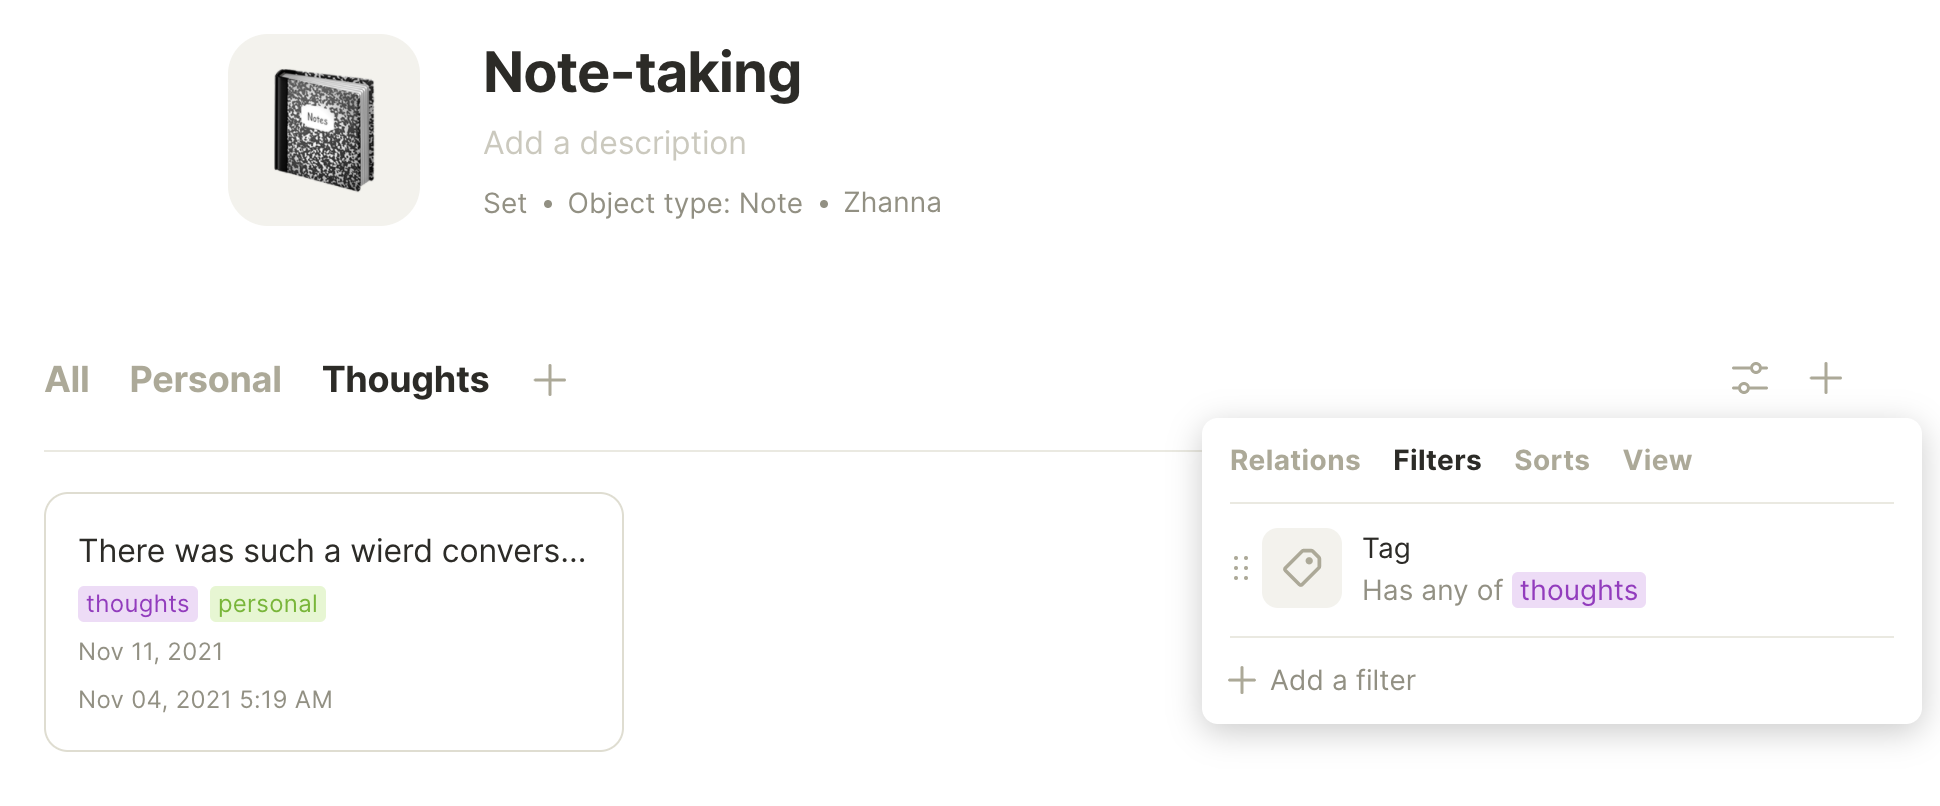 Notes
Note-taking
Add a description
Set • Object type: Note • Zhanna
All Personal Thoughts +
Relations Filters Sorts View
There was such a wierd convers...
thoughts personal
Nov 11, 2021
Nov 04, 2021 5:19 AM
Tag
Has any of thoughts
+ Add a filter